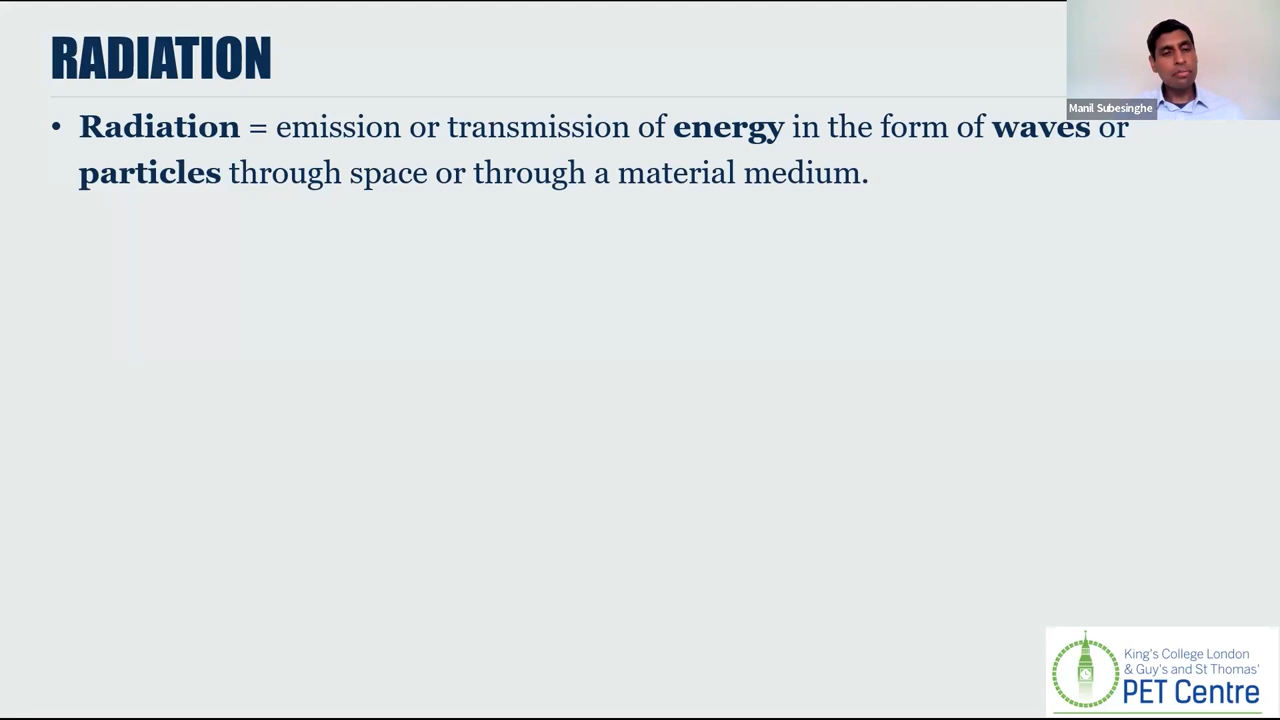 RADIATION
Manil Subesinghe
• Radiation = emission or transmission of energy in the form of waves or
particles through space or through a material medium.
King's College London
& Guy's and St Thomas'
PET Centre